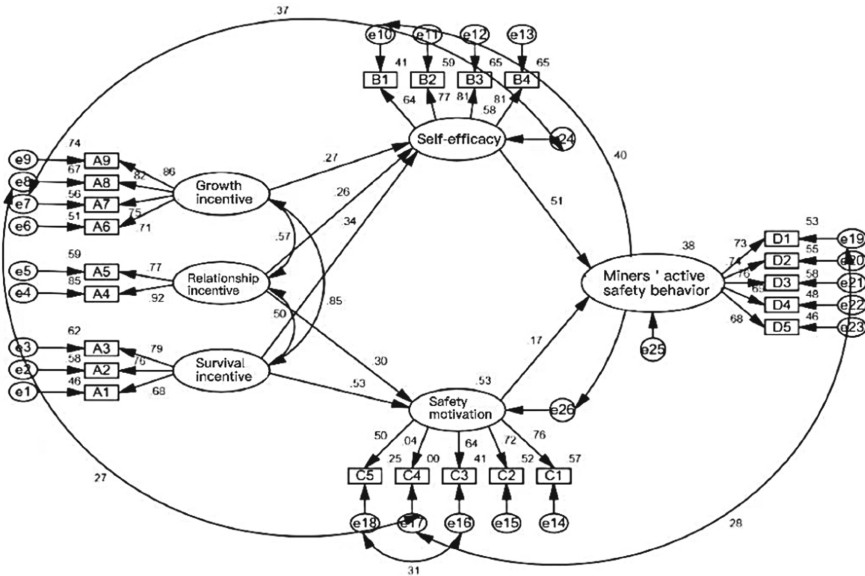 .37
e10 e11 e12 e13
41 59 65 65
B1 B2 B3 B4
64 77 81 58 81
Self-efficacy
e24
40
74
e9 A9 86
67
e8 A8 82
56
e7 A7 75
51
e6 A6 .71
Growth
incentive
.27
.26
.34
51
.57
59
e5 A5 .77
85
e4 A4 .92
Relationship
incentive
50
.85
38
Miners ' active
safety behavior
73 D1 53 e19
.74 D2 55 e20
76 D3 58 e21
69 D4 48 e22
68 D5 46 e23
e25
62
e3 A3 .79
58
e2 A2 76
46
e1 A1 .68
Survival
incentive
.30
.53
.17
.53
Safety
motivation
e26
50 .04 64 72 76
.25 00 41 52 57
C5 C4 C3 C2 C1
e18 e17 e16 e15 e14
27
28
31